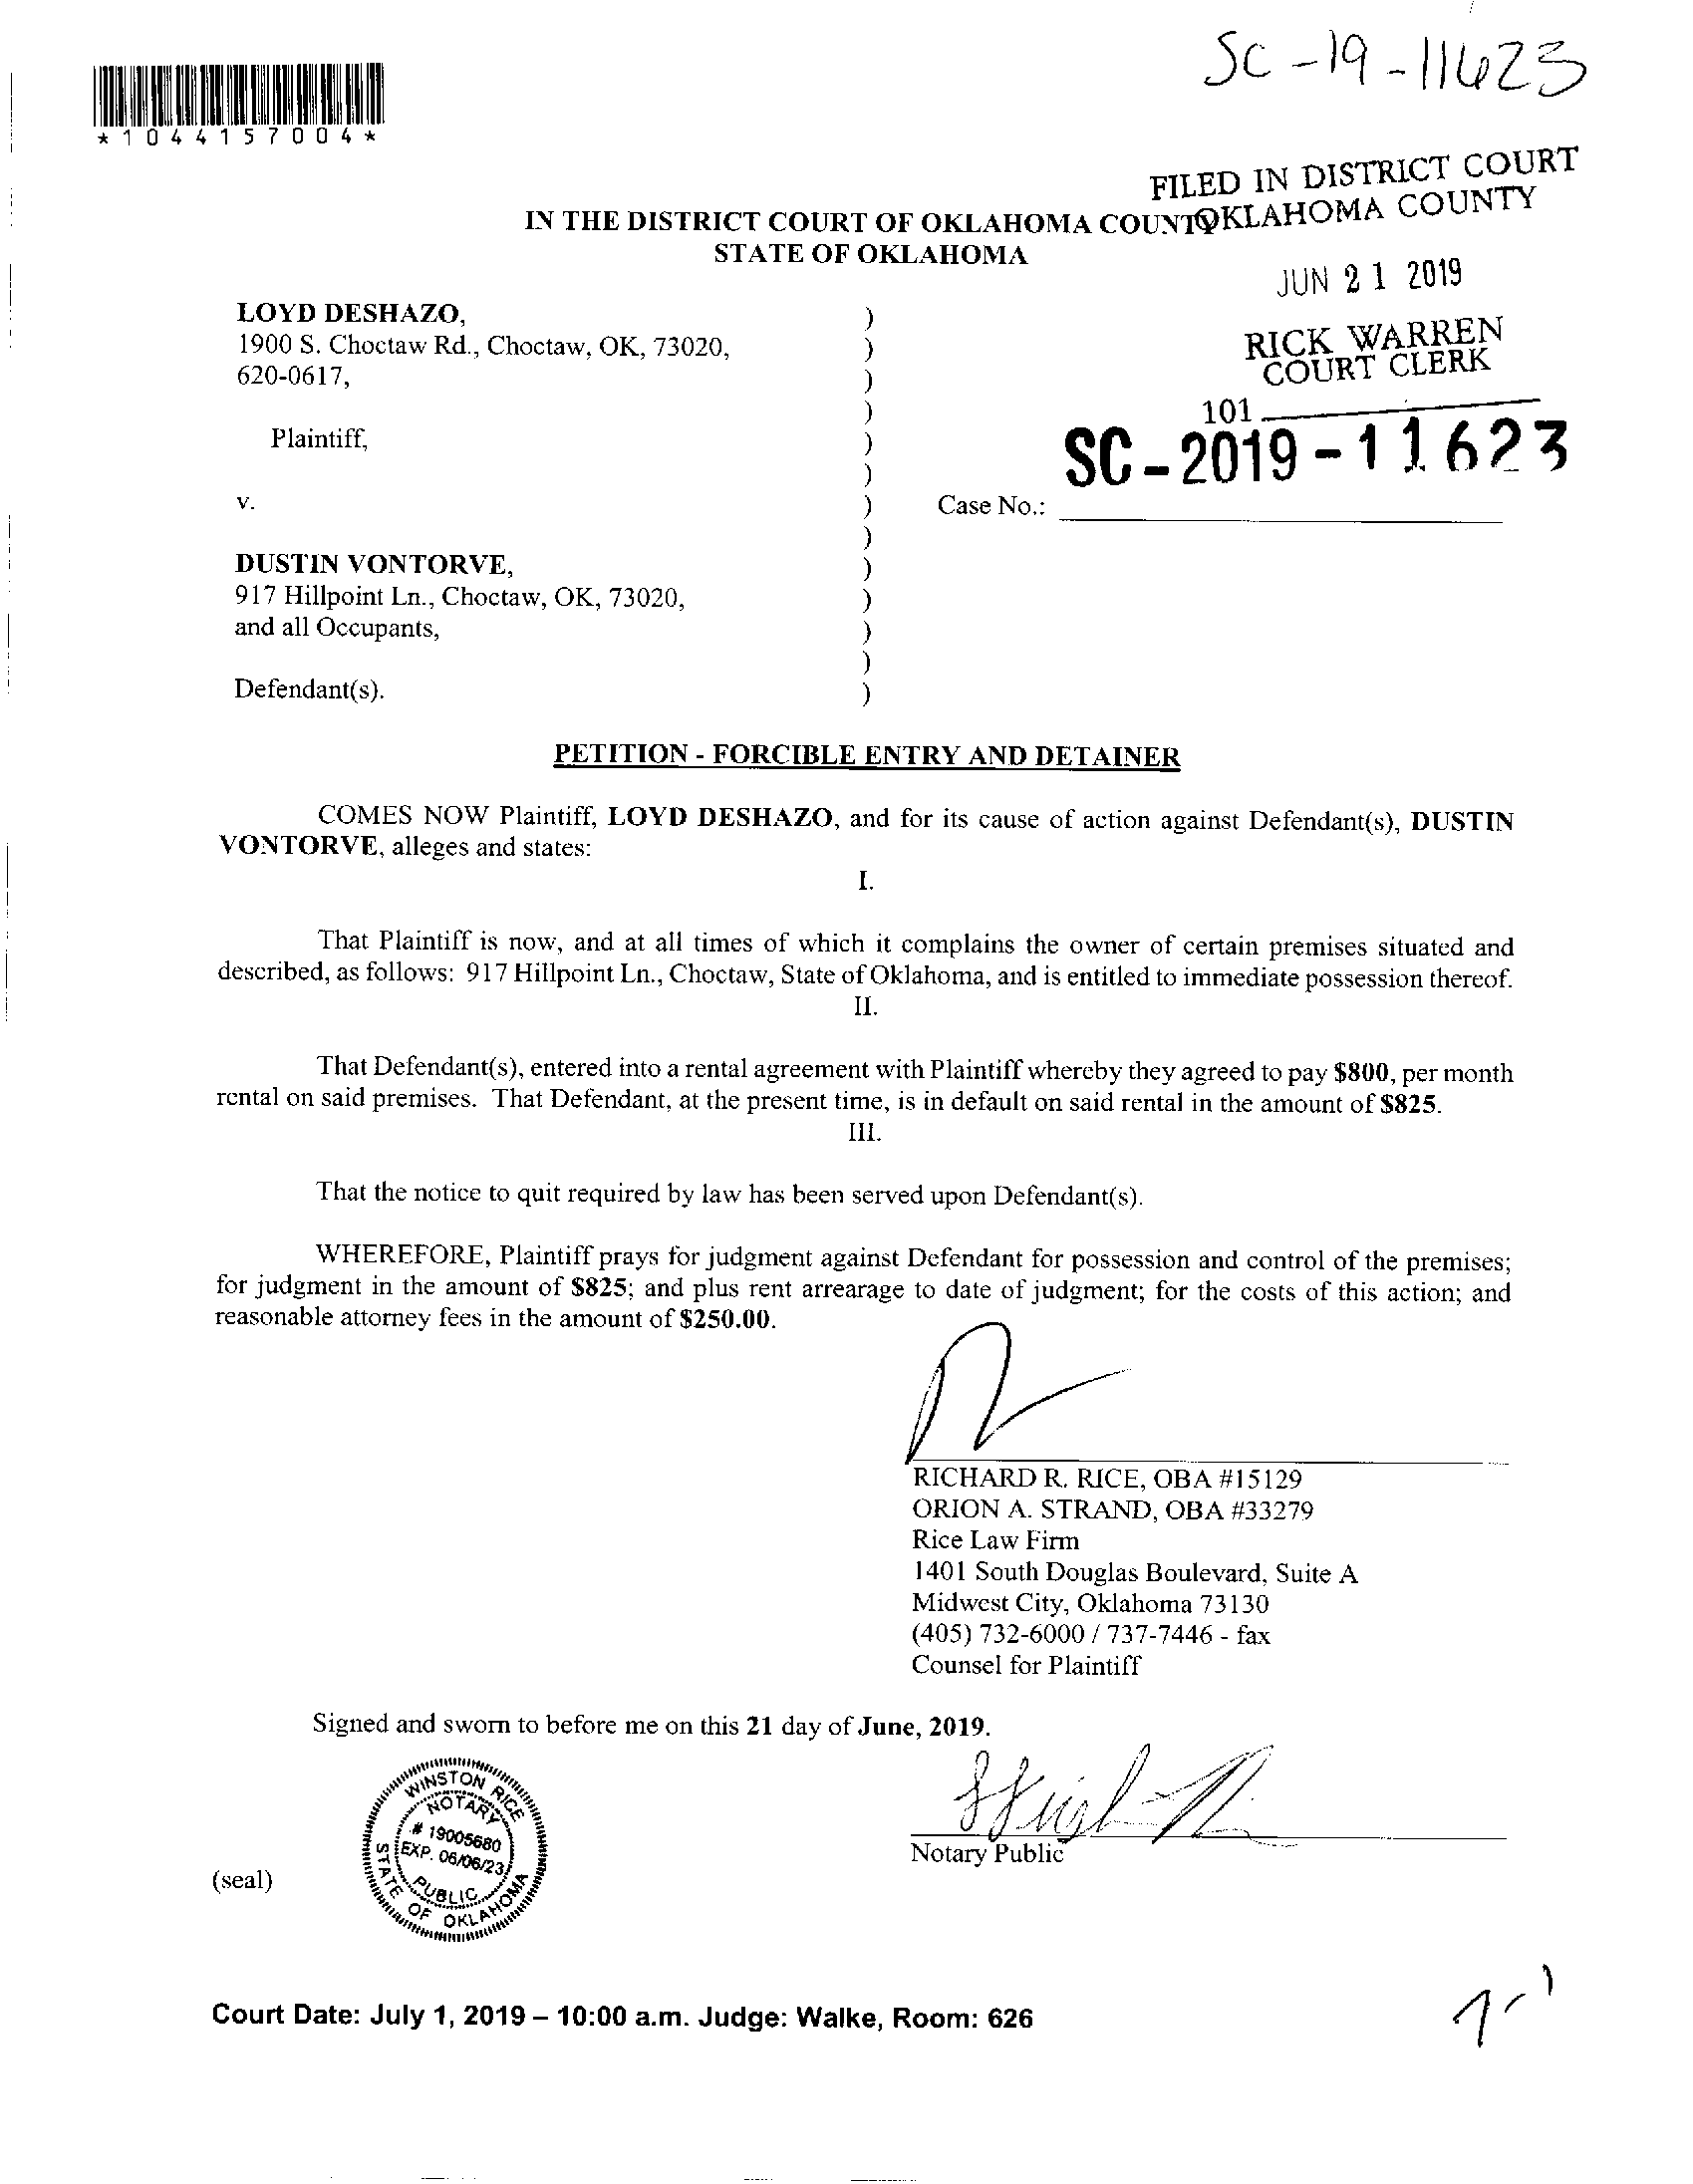 SC-19-11623
*1044157004*
FILED IN DISTRICT COURT
OKLAHOMA COUNTY
IN THE DISTRICT COURT OF OKLAHOMA COUNTY
STATE OF OKLAHOMA
JUN 21 2019
RICK WARREN
COURT CLERK
101
SC-2019-11623
LOYD DESHAZO, )
1900 S. Choctaw Rd., Choctaw, OK, 73020, )
620-0617, )
)
Plaintiff, )
)
v. ) Case No.:
)
DUSTIN VONTORVE, )
917 Hillpoint Ln., Choctaw, OK, 73020, )
and all Occupants, )
)
Defendant(s). )
PETITION - FORCIBLE ENTRY AND DETAINER
COMES NOW Plaintiff, LOYD DESHAZO, and for its cause of action against Defendant(s), DUSTIN
VONTORVE, alleges and states:
I.
That Plaintiff is now, and at all times of which it complains the owner of certain premises situated and
described, as follows: 917 Hillpoint Ln., Choctaw, State of Oklahoma, and is entitled to immediate possession thereof.
II.
That Defendant(s), entered into a rental agreement with Plaintiff whereby they agreed to pay $800, per month
rental on said premises. That Defendant, at the present time, is in default on said rental in the amount of $825.
III.
That the notice to quit required by law has been served upon Defendant(s).
WHEREFORE, Plaintiff prays for judgment against Defendant for possession and control of the premises;
for judgment in the amount of $825; and plus rent arrearage to date of judgment; for the costs of this action; and
reasonable attorney fees in the amount of $250.00.
RICHARD R. RICE, OBA #15129
ORION A. STRAND, OBA #33279
Rice Law Firm
1401 South Douglas Boulevard, Suite A
Midwest City, Oklahoma 73130
(405) 732-6000 / 737-7446 - fax
Counsel for Plaintiff
Signed and sworn to before me on this 21 day of June, 2019.
WINSTON RICE
NOTARY
# 19005680
EXP. 06/06/23
PUBLIC
STATE OF OKLAHOMA
Notary Public
(seal)
Court Date: July 1, 2019 – 10:00 a.m. Judge: Walke, Room: 626